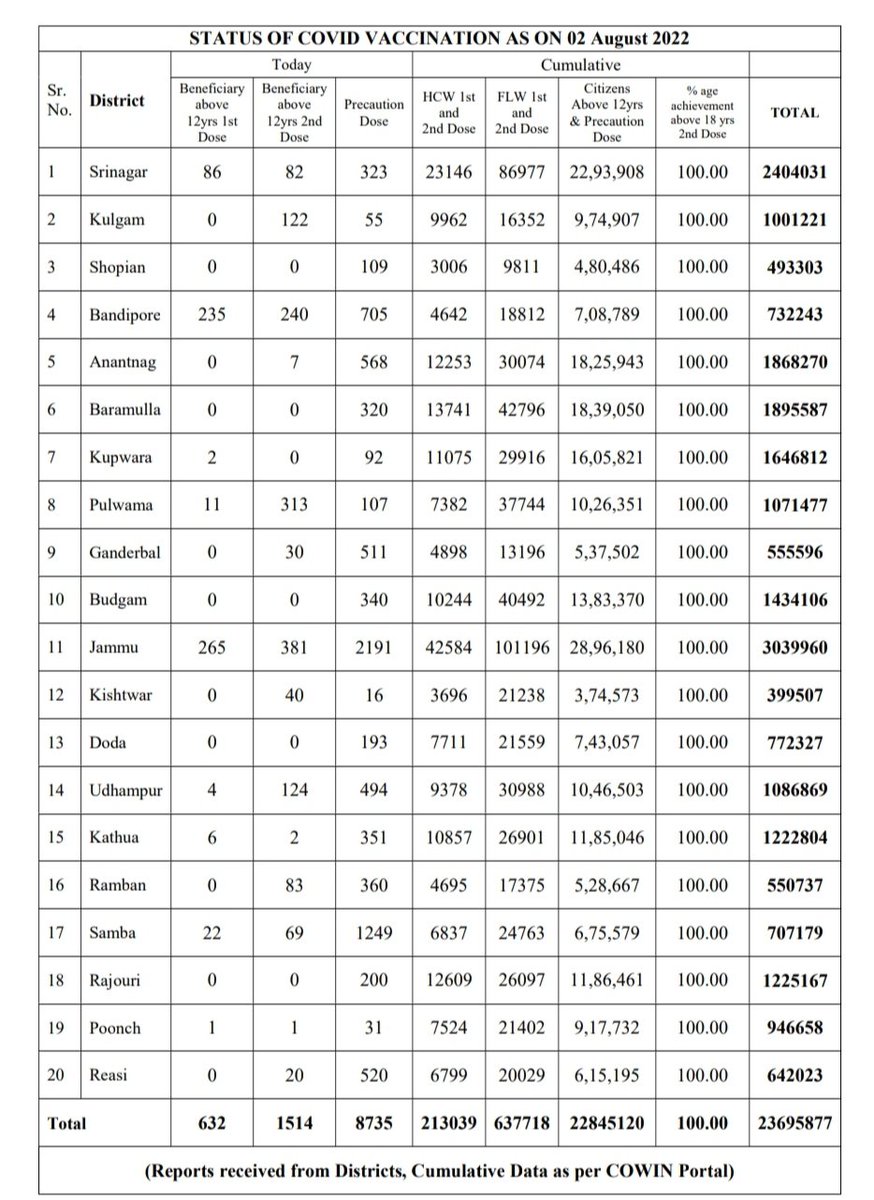 STATUS OF COVID VACCINATION AS ON 02 August 2022
Sr. No. District Today Cumulative
Beneficiary above 12yrs 1st Dose Beneficiary above 12yrs 2nd Dose Precaution Dose HCW 1st and 2nd Dose FLW 1st and 2nd Dose Citizens Above 12yrs & Precaution Dose % age achievement above 18 yrs 2nd Dose TOTAL
1 Srinagar 86 82 323 23146 86977 22,93,908 100.00 2404031
2 Kulgam 0 122 55 9962 16352 9,74,907 100.00 1001221
3 Shopian 0 0 109 3006 9811 4,80,486 100.00 493303
4 Bandipore 235 240 705 4642 18812 7,08,789 100.00 732243
5 Anantnag 0 7 568 12253 30074 18,25,943 100.00 1868270
6 Baramulla 0 0 320 13741 42796 18,39,050 100.00 1895587
7 Kupwara 2 0 92 11075 29916 16,05,821 100.00 1646812
8 Pulwama 11 313 107 7382 37744 10,26,351 100.00 1071477
9 Ganderbal 0 30 511 4898 13196 5,37,502 100.00 555596
10 Budgam 0 0 340 10244 40492 13,83,370 100.00 1434106
11 Jammu 265 381 2191 42584 101196 28,96,180 100.00 3039960
12 Kishtwar 0 40 16 3696 21238 3,74,573 100.00 399507
13 Doda 0 0 193 7711 21559 7,43,057 100.00 772327
14 Udhampur 4 124 494 9378 30988 10,46,503 100.00 1086869
15 Kathua 6 2 351 10857 26901 11,85,046 100.00 1222804
16 Ramban 0 83 360 4695 17375 5,28,667 100.00 550737
17 Samba 22 69 1249 6837 24763 6,75,579 100.00 707179
18 Rajouri 0 0 200 12609 26097 11,86,461 100.00 1225167
19 Poonch 1 1 31 7524 21402 9,17,732 100.00 946658
20 Reasi 0 20 520 6799 20029 6,15,195 100.00 642023
Total 632 1514 8735 213039 637718 22845120 100.00 23695877
(Reports received from Districts, Cumulative Data as per COWIN Portal)